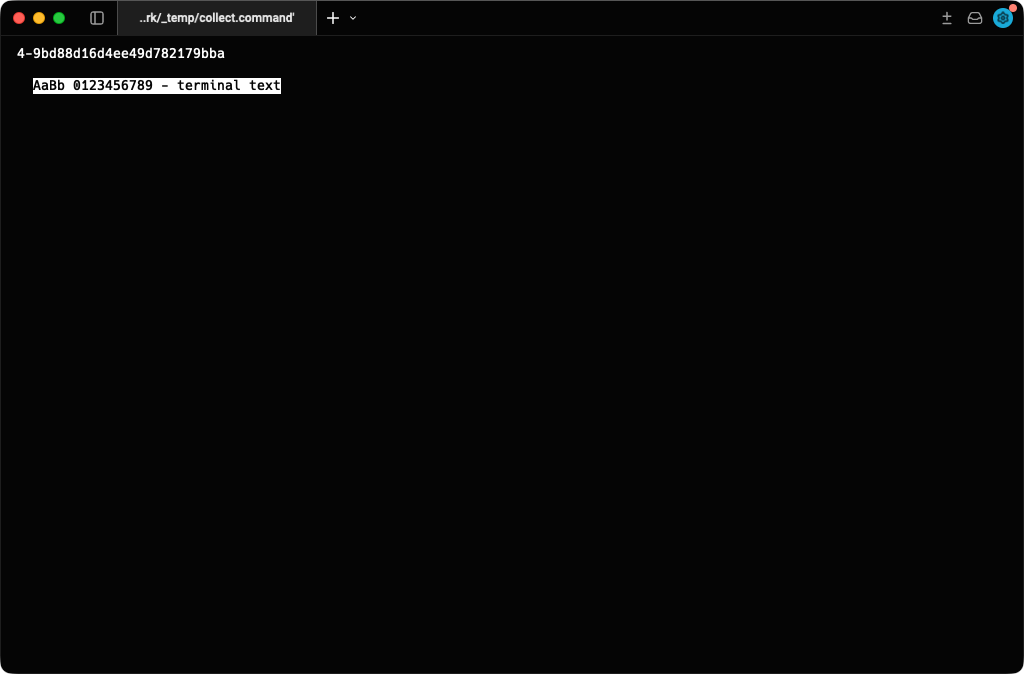 ..rk/_temp/collect.command'
4-9bd88d16d4ee49d782179bba
AaBb 0123456789 - terminal text